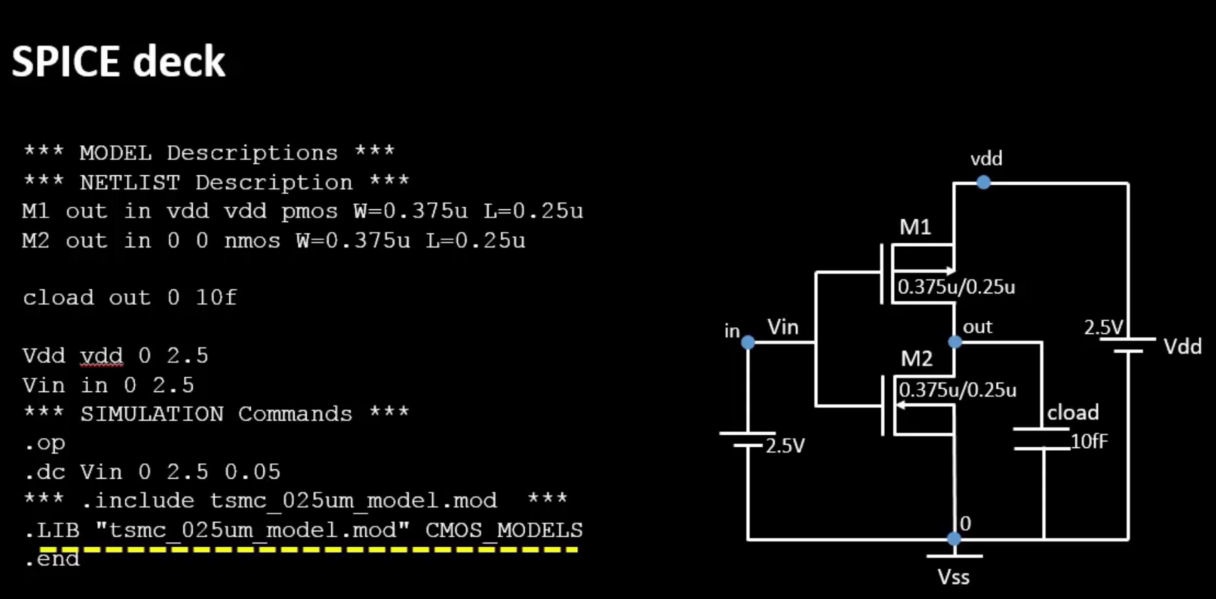 SPICE deck
*** MODEL Descriptions ***
*** NETLIST Description ***
M1 out in vdd vdd pmos W=0.375u L=0.25u
M2 out in 0 0 nmos W=0.375u L=0.25u
cload out 0 10f
Vdd vdd 0 2.5
Vin in 0 2.5
*** SIMULATION Commands ***
.op
.dc Vin 0 2.5 0.05
*** .include tsmc_025um_model.mod ***
.LIB "tsmc_025um_model.mod" CMOS_MODELS
.end
vdd
M1
0.375u/0.25u
in Vin
out
2.5V
Vdd
M2
0.375u/0.25u
cload
10fF
2.5V
0
Vss